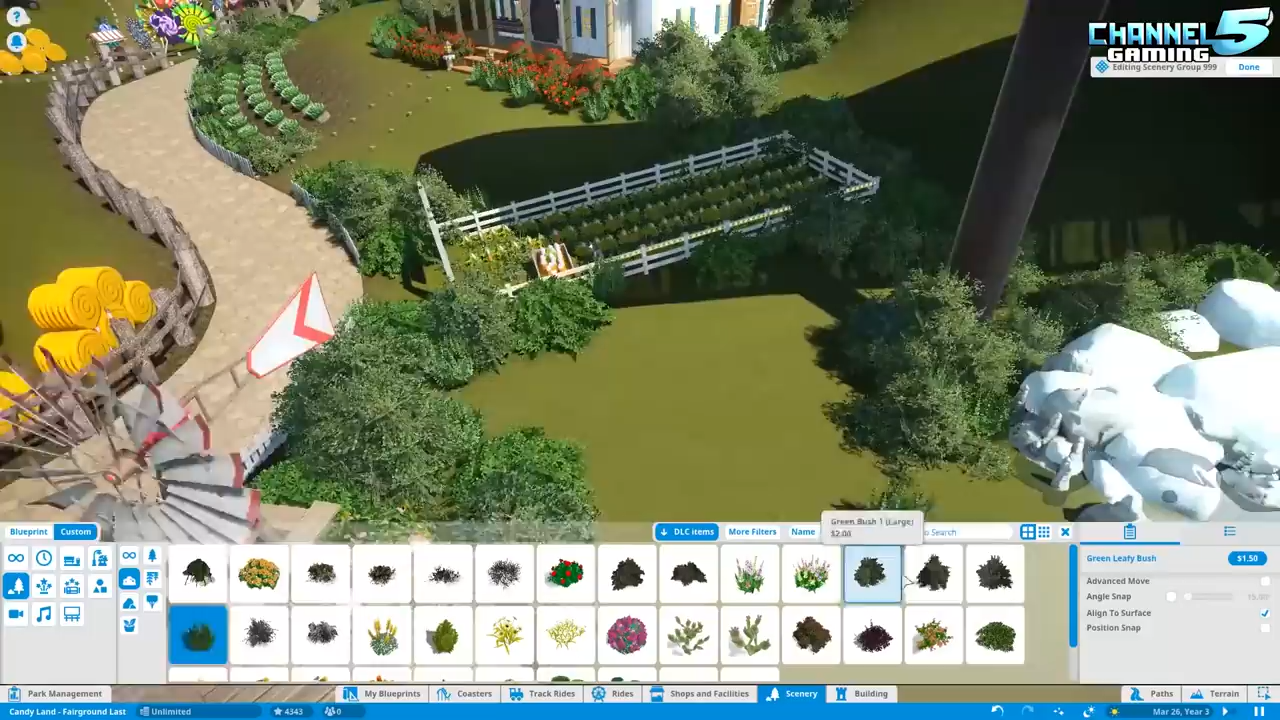 CHANNEL 5
GAMING
Editing Scenery Group 999
Done
Blueprint
Custom
DLC items
More Filters
Name
Green Bush 1 (Large)
$2.00
to Search
Green Leafy Bush
$1.50
Advanced Move
Angle Snap
15.00°
Align To Surface
Position Snap
Park Management
My Blueprints
Coasters
Track Rides
Rides
Shops and Facilities
Scenery
Building
Paths
Terrain
Candy Land - Fairground Last
Unlimited
4343
0
Mar 26, Year 3